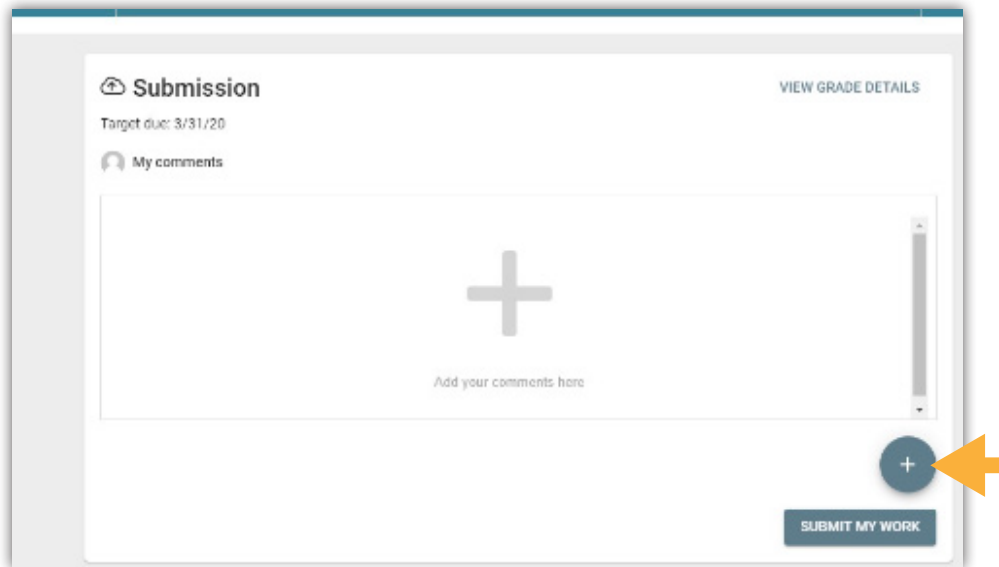 Submission
VIEW GRADE DETAILS
Target due: 3/31/20
My comments
Add your comments here
SUBMIT MY WORK